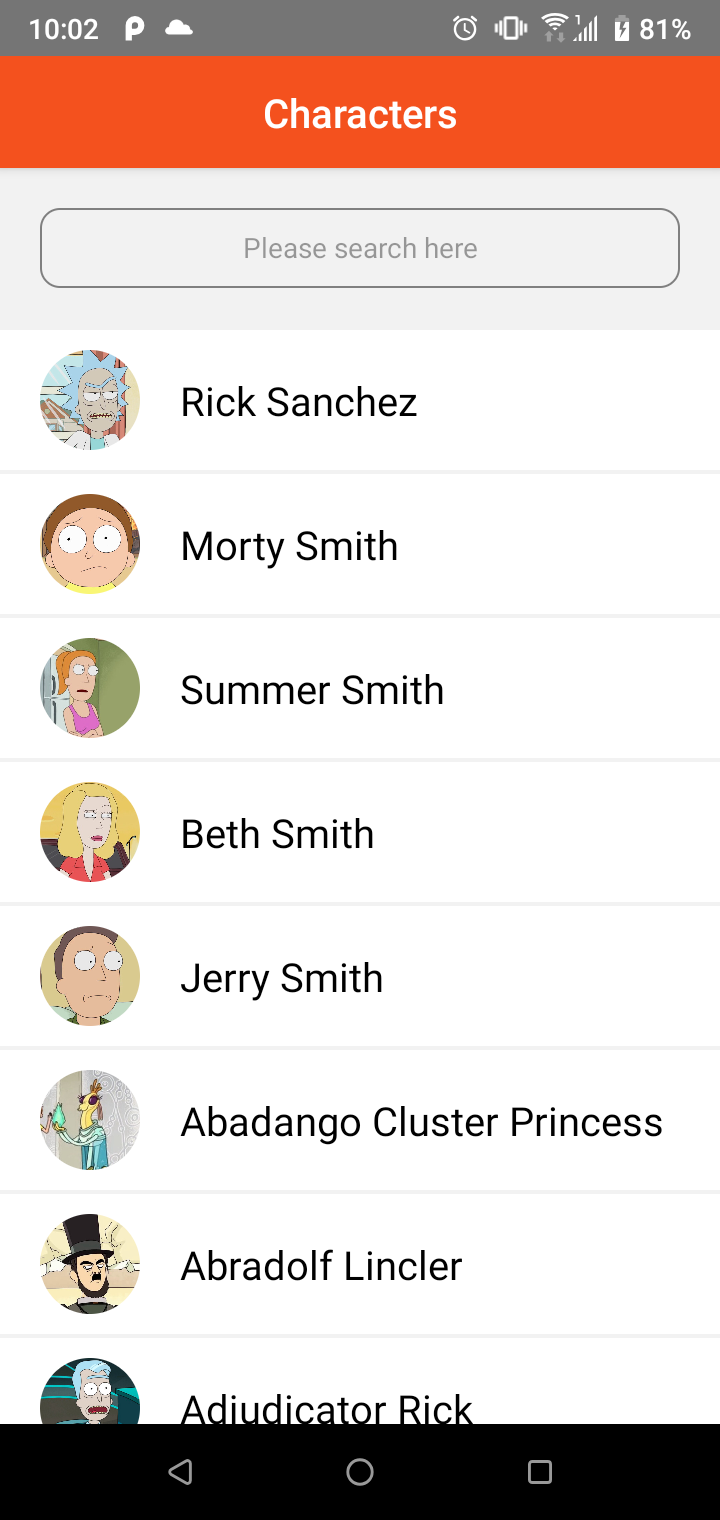 10:02 81%
Characters
Please search here
Rick Sanchez
Morty Smith
Summer Smith
Beth Smith
Jerry Smith
Abadango Cluster Princess
Abradolf Lincler
Adjudicator Rick